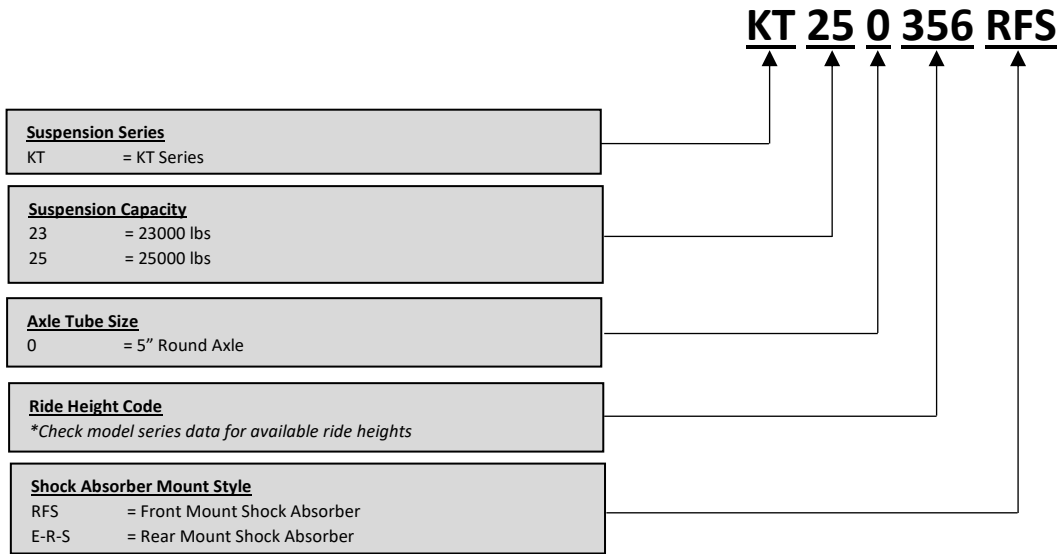 KT 25 0 356 RFS
Suspension Series
KT = KT Series
Suspension Capacity
23 = 23000 lbs
25 = 25000 lbs
Axle Tube Size
0 = 5” Round Axle
Ride Height Code
*Check model series data for available ride heights
Shock Absorber Mount Style
RFS = Front Mount Shock Absorber
E-R-S = Rear Mount Shock Absorber